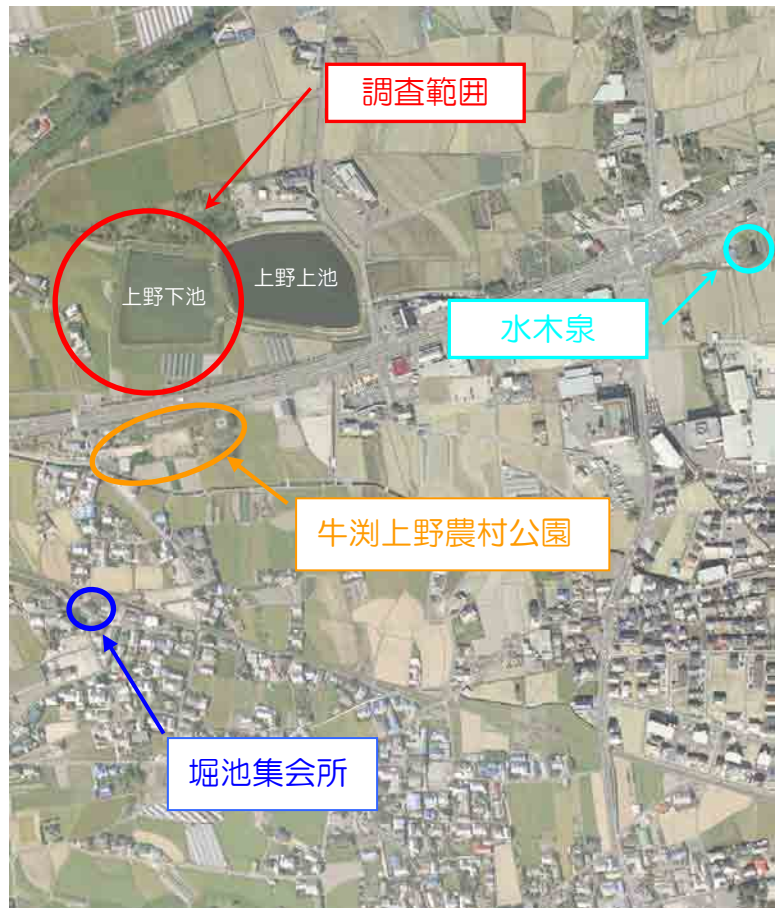 調査範囲
上野下池
上野上池
水木泉
牛渕上野農村公園
堀池集会所